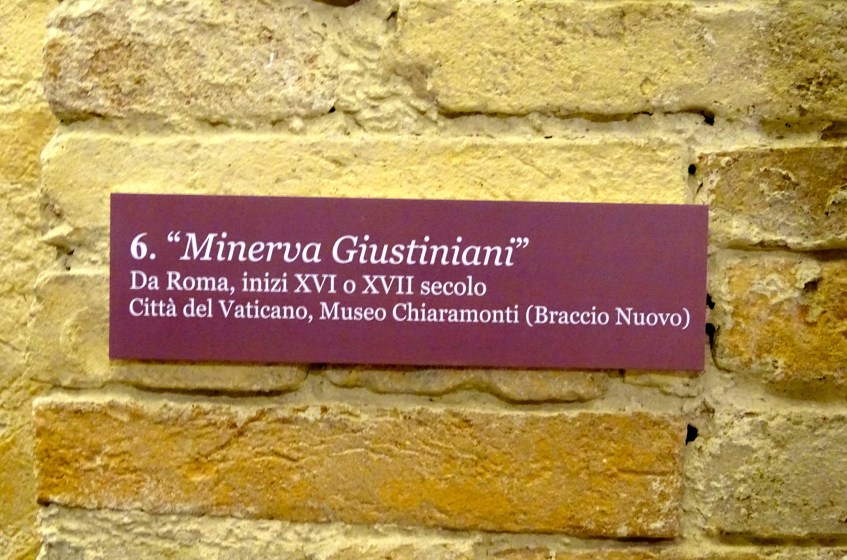 6. “Minerva Giustiniani”
Da Roma, inizi XVI o XVII secolo
Città del Vaticano, Museo Chiaramonti (Braccio Nuovo)